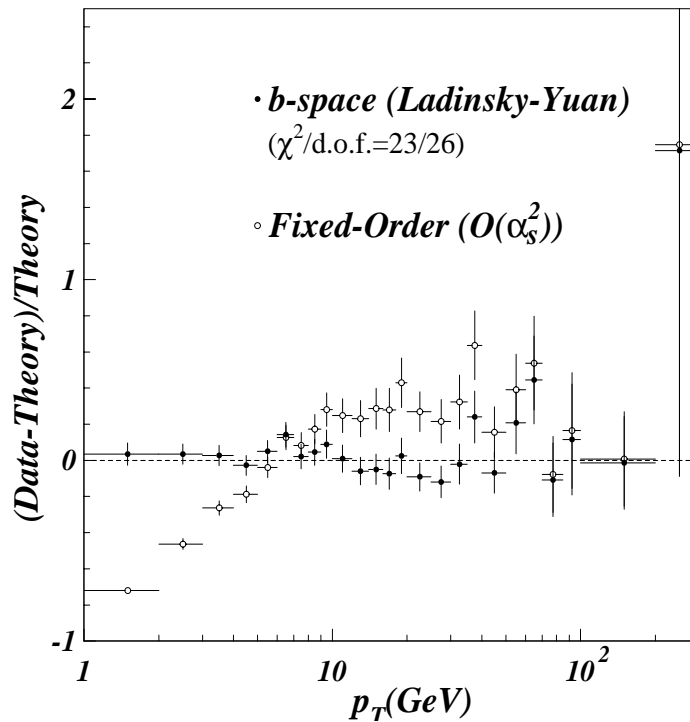 2
• b-space (Ladinsky-Yuan)
(χ²/d.o.f.=23/26)
∘ Fixed-Order (O(αₛ²))
1
0
-1
(Data-Theory)/Theory
1 10 10²
p_T(GeV)